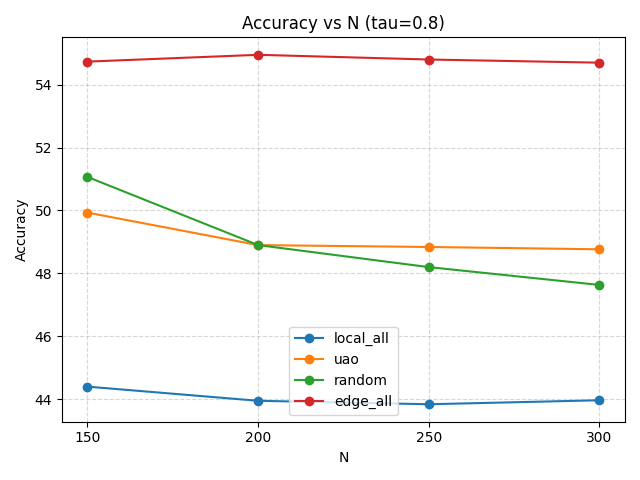 Accuracy vs N (tau=0.8)
Accuracy
54
52
50
48
46
44
local_all
uao
random
edge_all
150
200
250
300
N